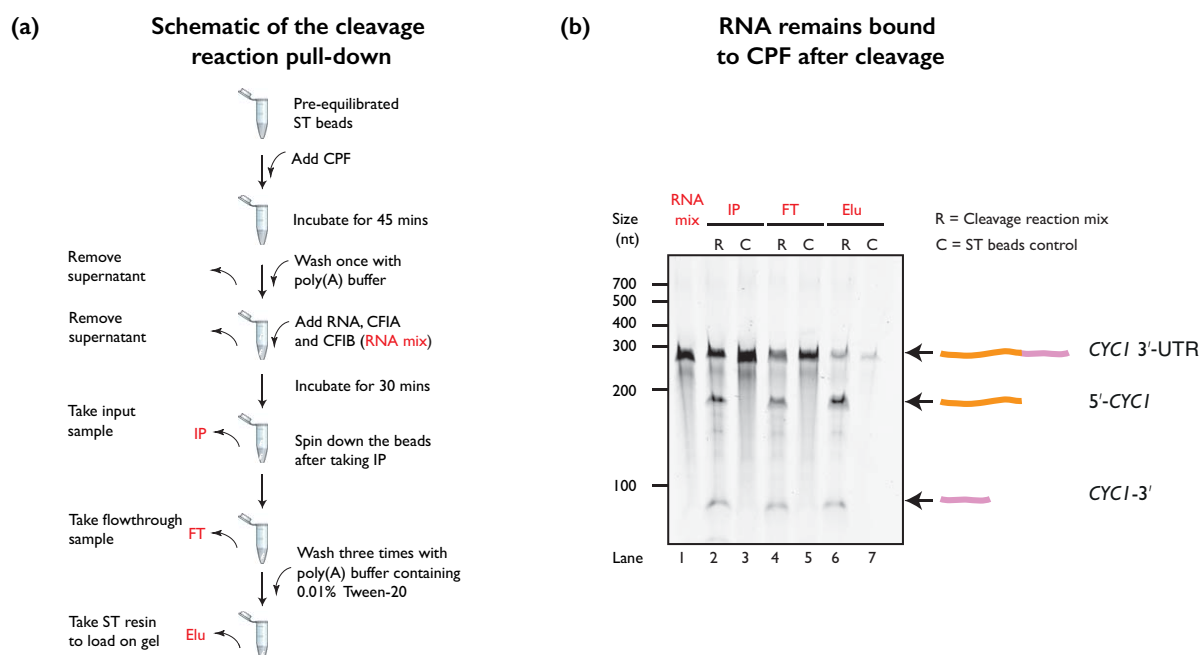 (a)
Schematic of the cleavage
reaction pull-down
Pre-equilibrated
ST beads
Add CPF
Incubate for 45 mins
Remove
supernatant
Wash once with
poly(A) buffer
Remove
supernatant
Add RNA, CFIA
and CFIB (RNA mix)
Incubate for 30 mins
Take input
sample
IP
Spin down the beads
after taking IP
Take flowthrough
sample
FT
Wash three times with
poly(A) buffer containing
0.01% Tween-20
Take ST resin
to load on gel
Elu
(b)
RNA remains bound
to CPF after cleavage
RNA
mix
IP
FT
Elu
Size
(nt)
R C R C R C
R = Cleavage reaction mix
C = ST beads control
700
500
400
300
200
100
CYC1 3'-UTR
5'-CYC1
CYC1-3'
Lane 1 2 3 4 5 6 7